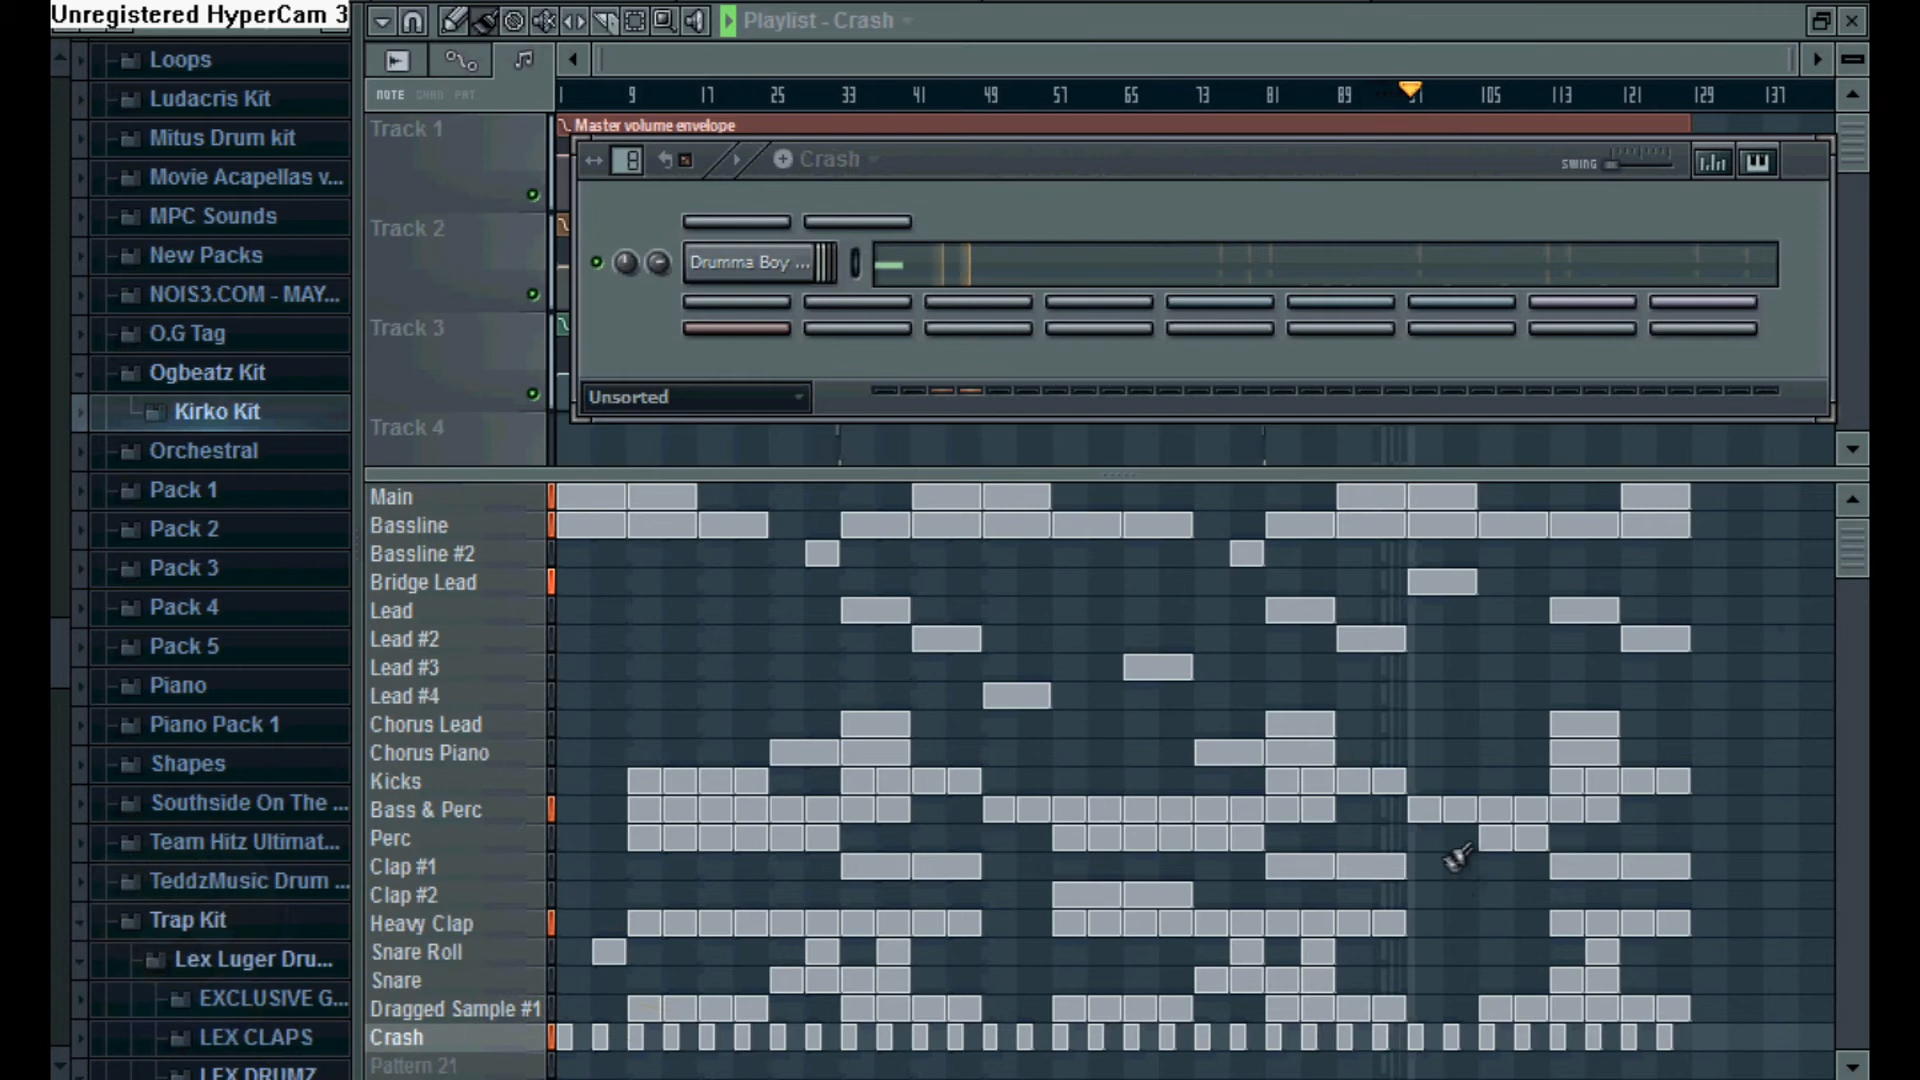 Unregistered HyperCam 3
Playlist - Crash
Loops
Ludacris Kit
Mitus Drum kit
Movie Acapellas v...
MPC Sounds
New Packs
NOIS3.COM - MAY...
O.G Tag
Ogbeatz Kit
Kirko Kit
Orchestral
Pack 1
Pack 2
Pack 3
Pack 4
Pack 5
Piano
Piano Pack 1
Shapes
Southside On The ...
Team Hitz Ultimat...
TeddzMusic Drum ...
Trap Kit
Lex Luger Dru...
EXCLUSIVE G...
LEX CLAPS
LEX DRUMZ
NOTE CHAN PAT
1 9 17 25 33 41 49 57 65 73 81 89 105 113 121 129 137
Track 1
Master volume envelope
8
Crash
SWING
Track 2
Drumma Boy ...
Track 3
Unsorted
Track 4
Main
Bassline
Bassline #2
Bridge Lead
Lead
Lead #2
Lead #3
Lead #4
Chorus Lead
Chorus Piano
Kicks
Bass & Perc
Perc
Clap #1
Clap #2
Heavy Clap
Snare Roll
Snare
Dragged Sample #1
Crash
Pattern 21